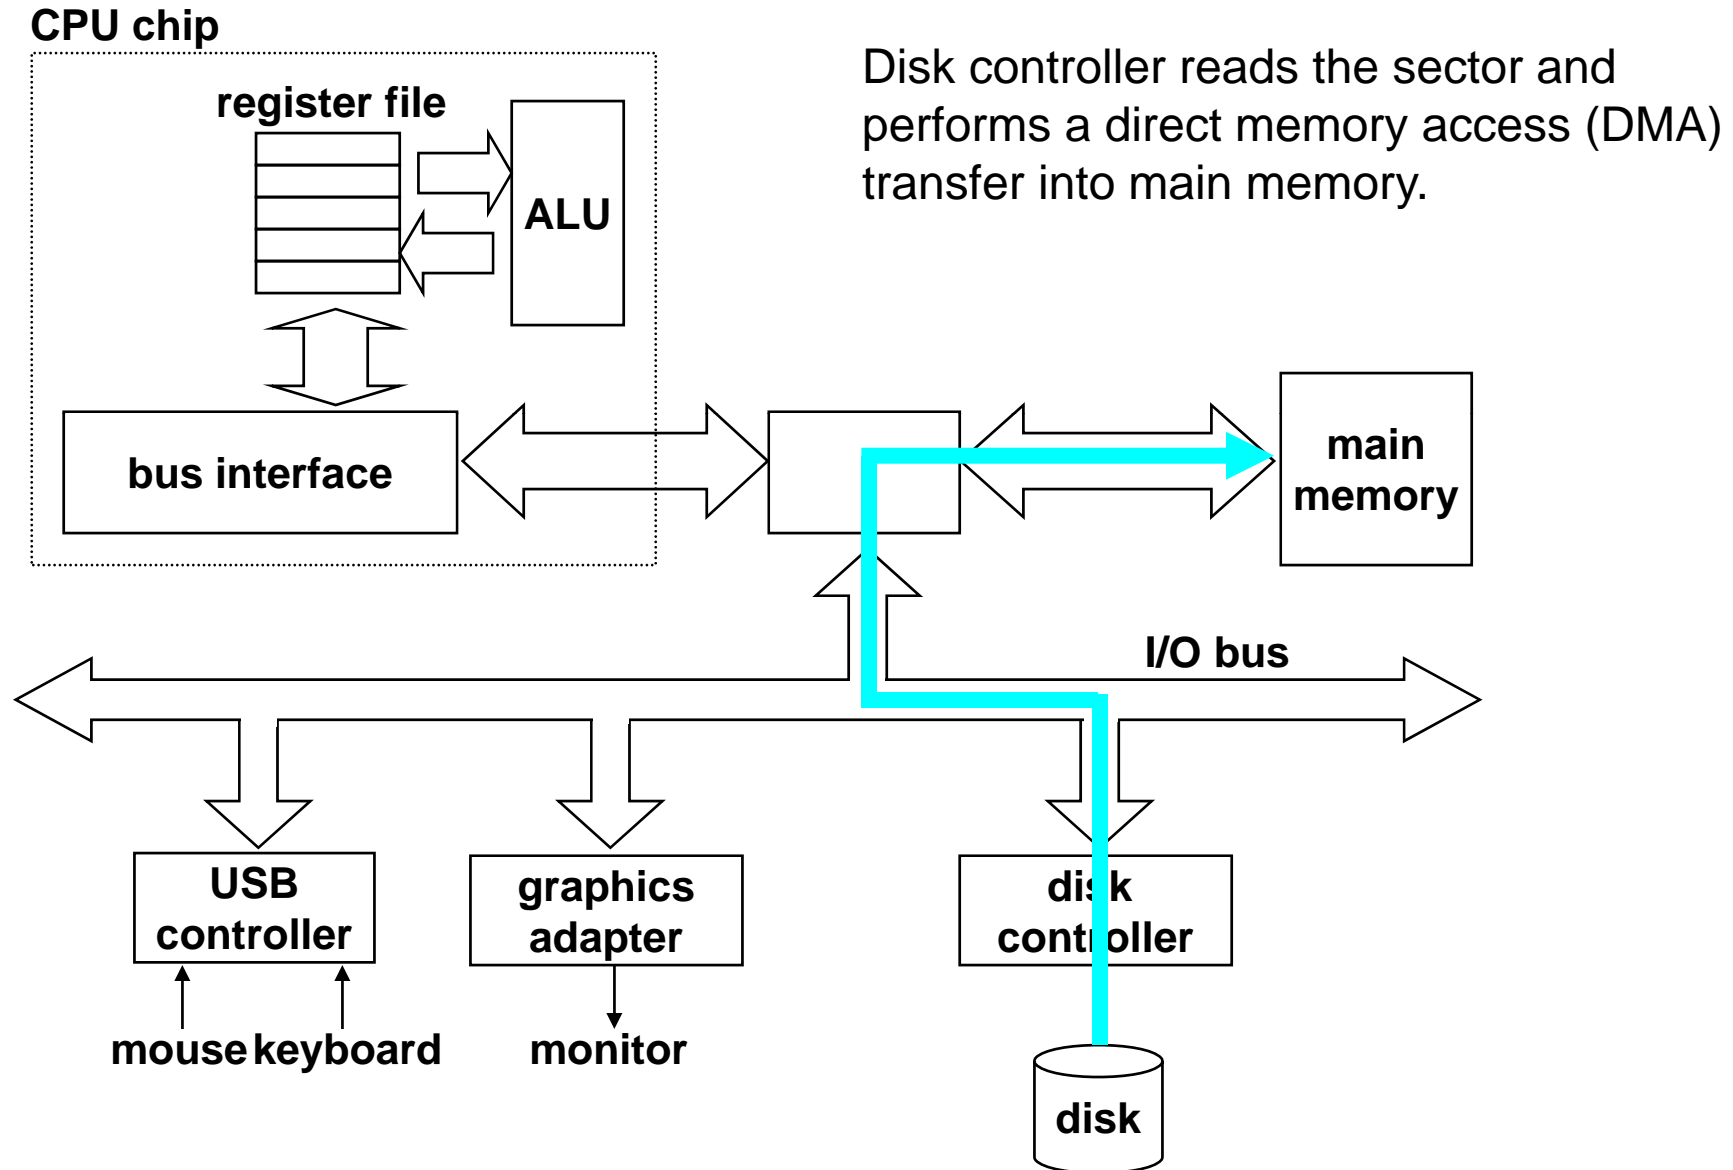 CPU chip
Disk controller reads the sector and
performs a direct memory access (DMA)
transfer into main memory.
register file
ALU
bus interface
main
memory
I/O bus
USB
controller
graphics
adapter
disk
controller
mouse keyboard
monitor
disk